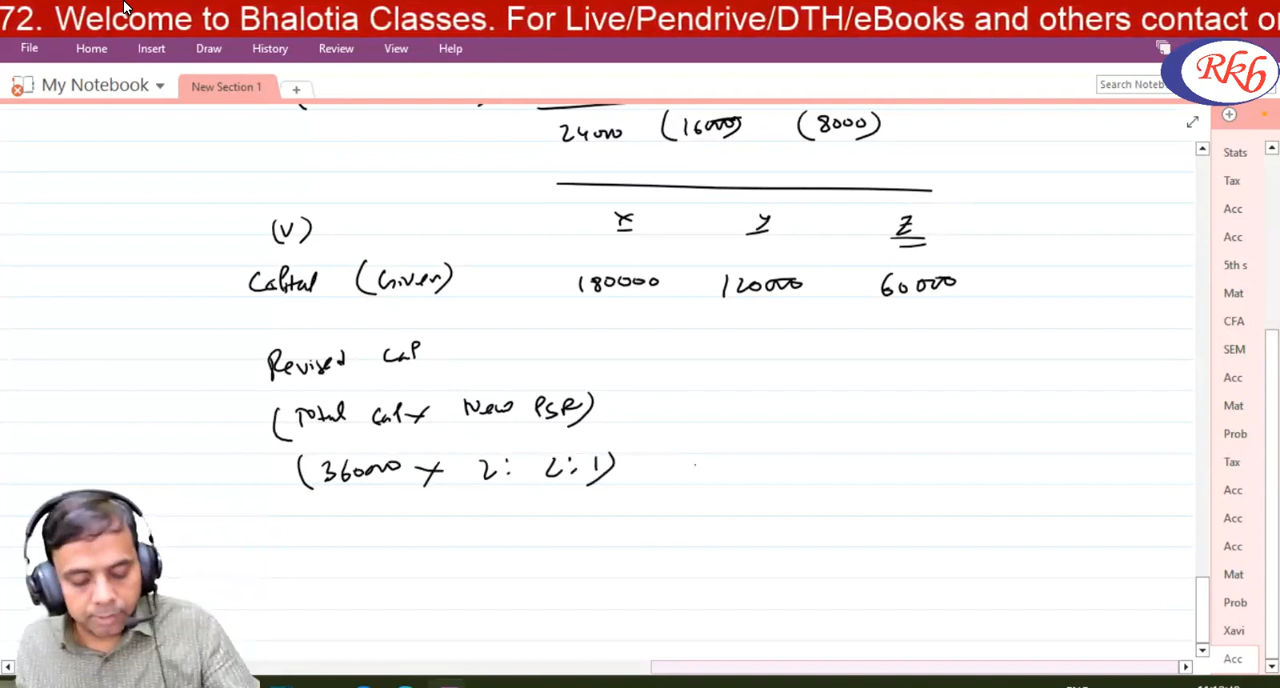 72. Welcome to Bhalotia Classes. For Live/Pendrive/DTH/eBooks and others contact o
File Home Insert Draw History Review View Help
Rkb
My Notebook New Section 1 + Search Noteb
24000 (16000) (8000)
(V) X Y Z
Capital (Given) 180000 120000 60000
Revised Cap
(Total Cap x New PSR)
(360000 x 2: 2: 1)
Stats
Tax
Acc
Acc
5th s
Mat
CFA
SEM
Acc
Mat
Prob
Tax
Acc
Acc
Acc
Mat
Prob
Xavi
Acc